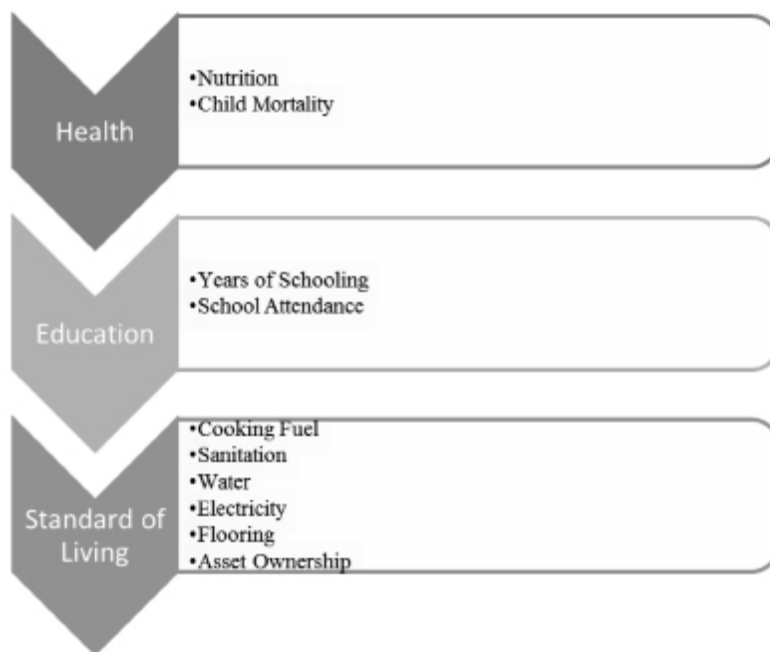 Health
•Nutrition
•Child Mortality
Education
•Years of Schooling
•School Attendance
Standard of
Living
•Cooking Fuel
•Sanitation
•Water
•Electricity
•Flooring
•Asset Ownership